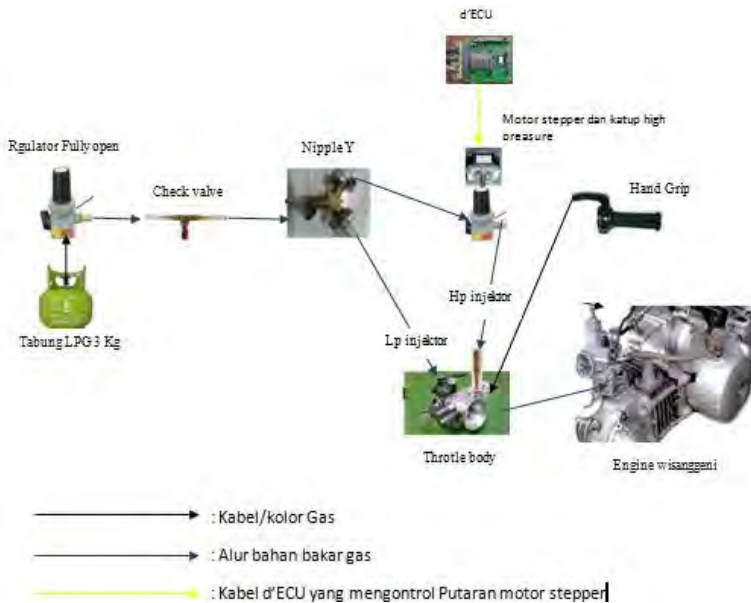 d'ECU
Motor stepper dan katup high
oreasure
Rgulator Fully open
Nipple Y
Check valve
Hand Grip
Hp injektor
Lp injektor
Tabung LPG 3 Kg
Throtle body
Engine wisanggeni
: Kabel/kolor Gas
: Alur bahan bakar gas
: Kabel d'ECU yang mengontrol Putaran motor stepper